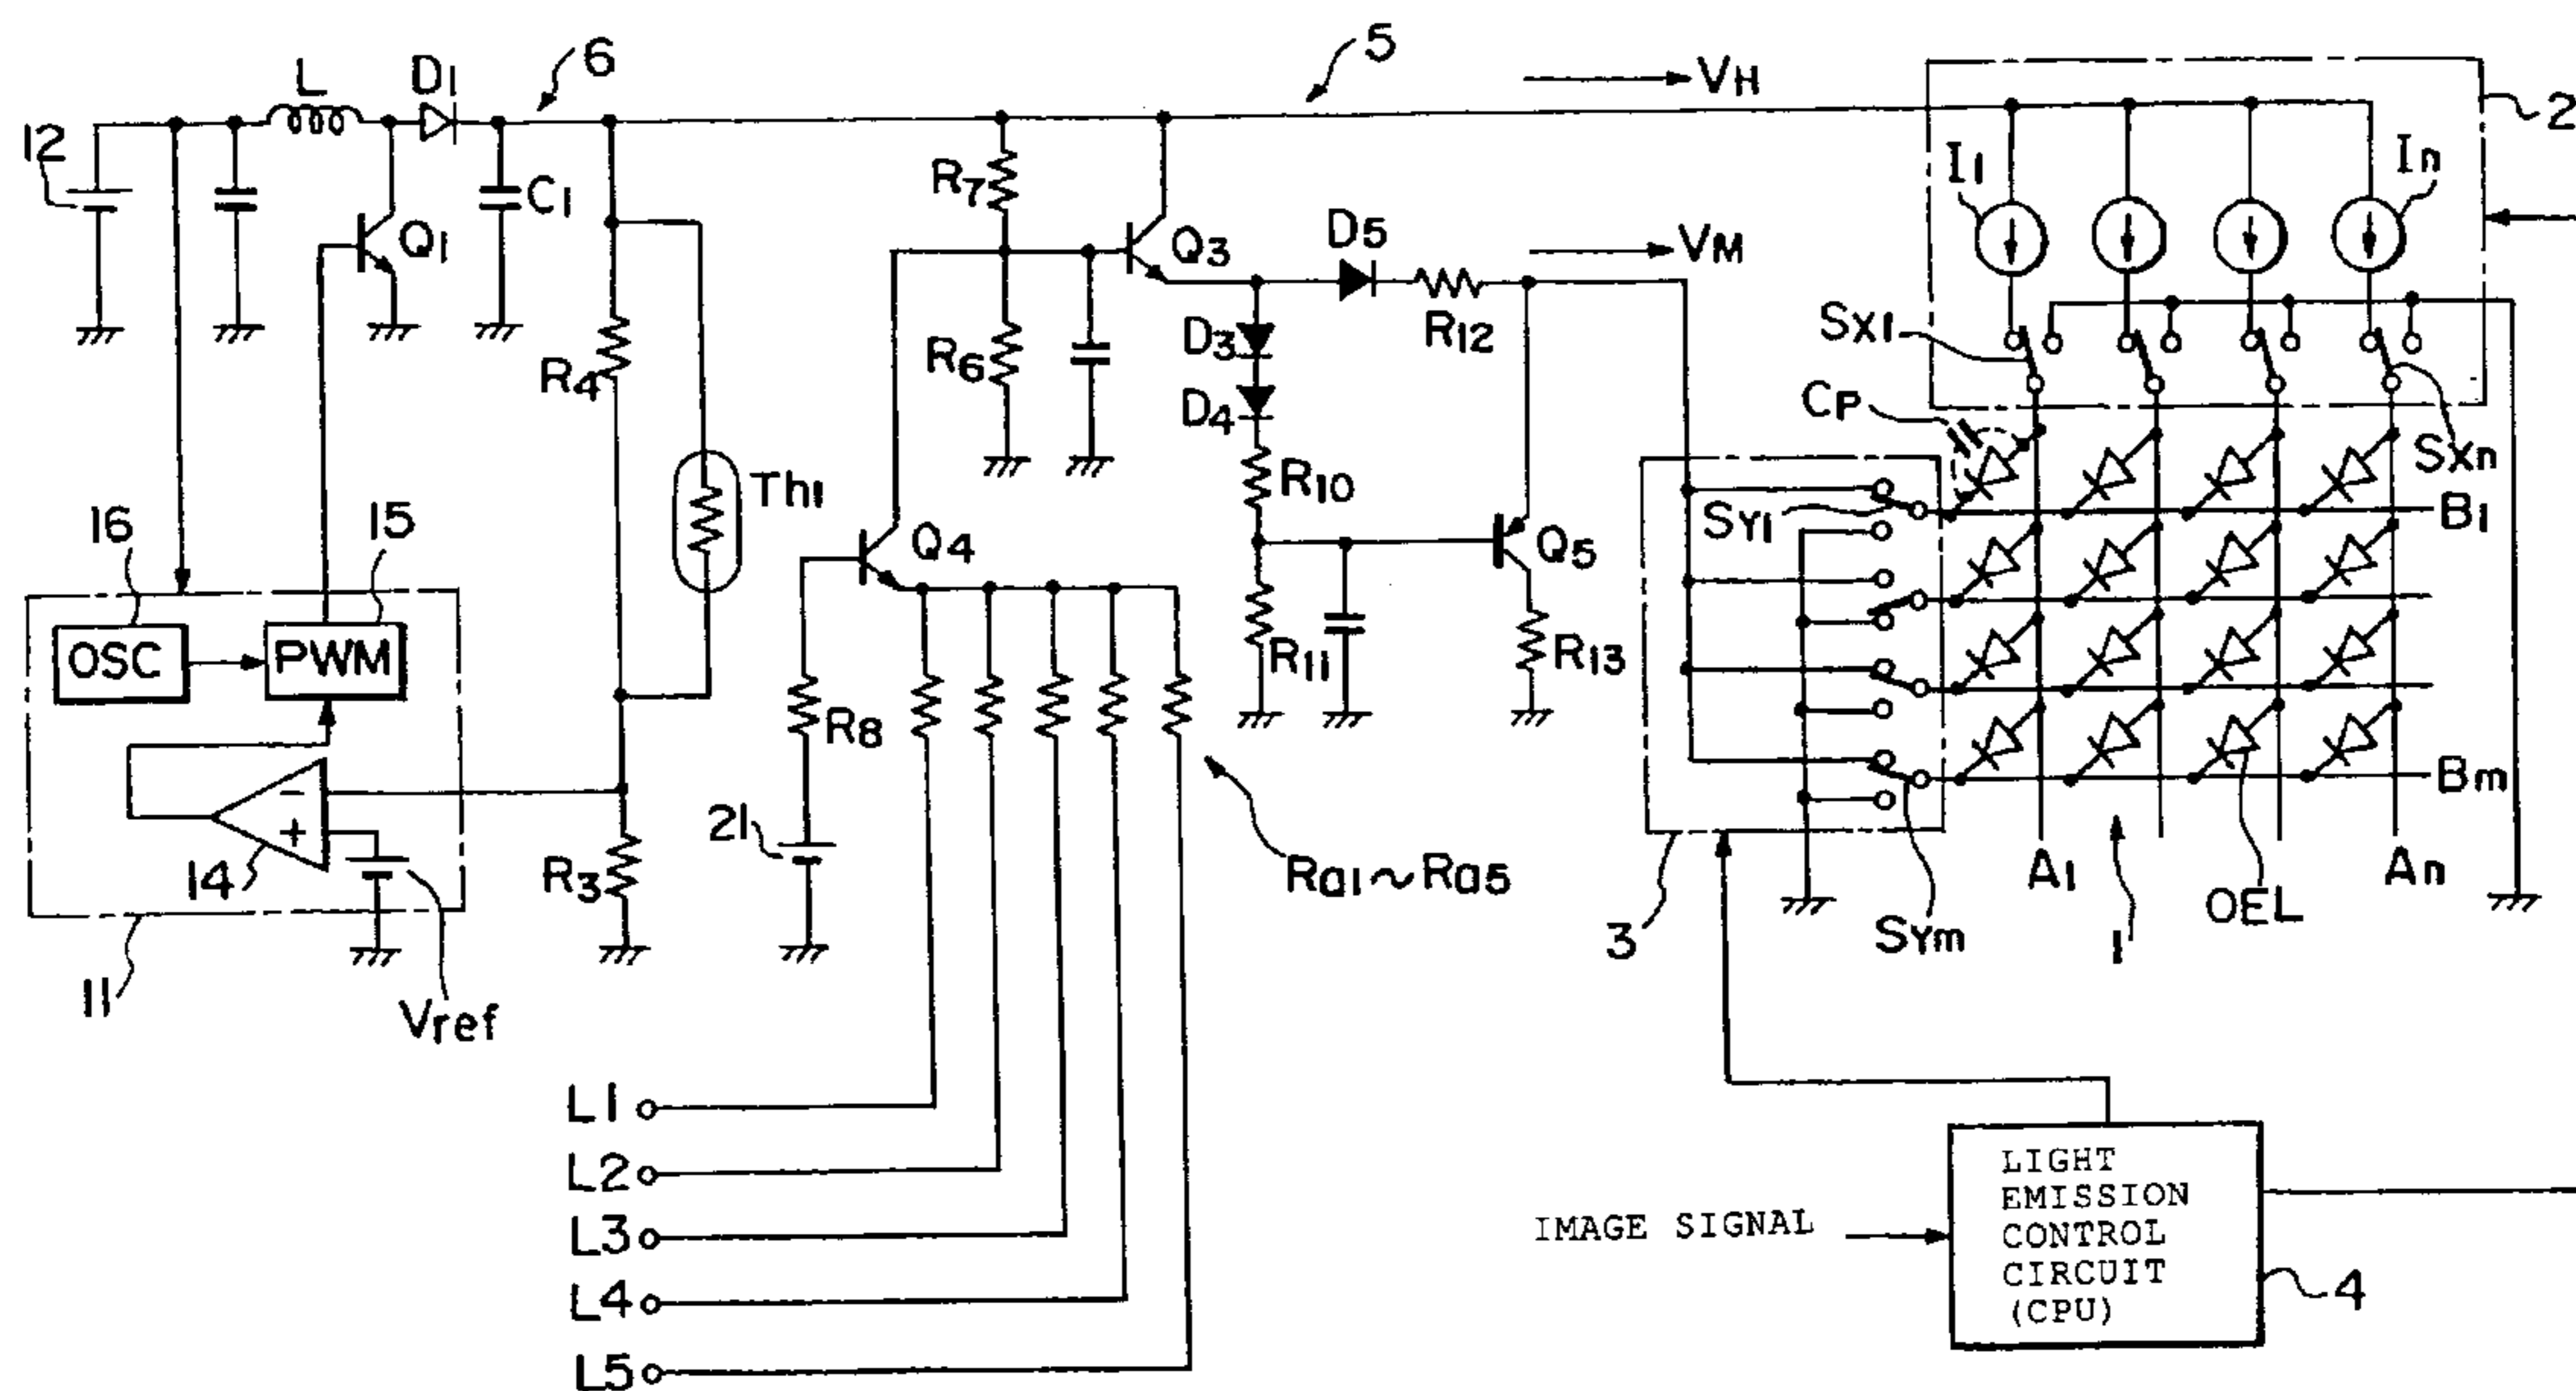 6
5
VH
L
D1
2
12
C1
R7
I1
In
Q1
Q3
D5
VM
R4
R6
D3
R12
SX1
D4
CP
SXn
Th1
R10
SY1
B1
16
15
Q4
Q5
OSC
PWM
R8
R11
R13
21
14
R3
Ra1~Ra5
Bm
A1
An
OEL
3
SYm
1
11
Vref
L1
L2
L3
L4
L5
IMAGE SIGNAL
LIGHT
EMISSION
CONTROL
CIRCUIT
(CPU)
4
−
+